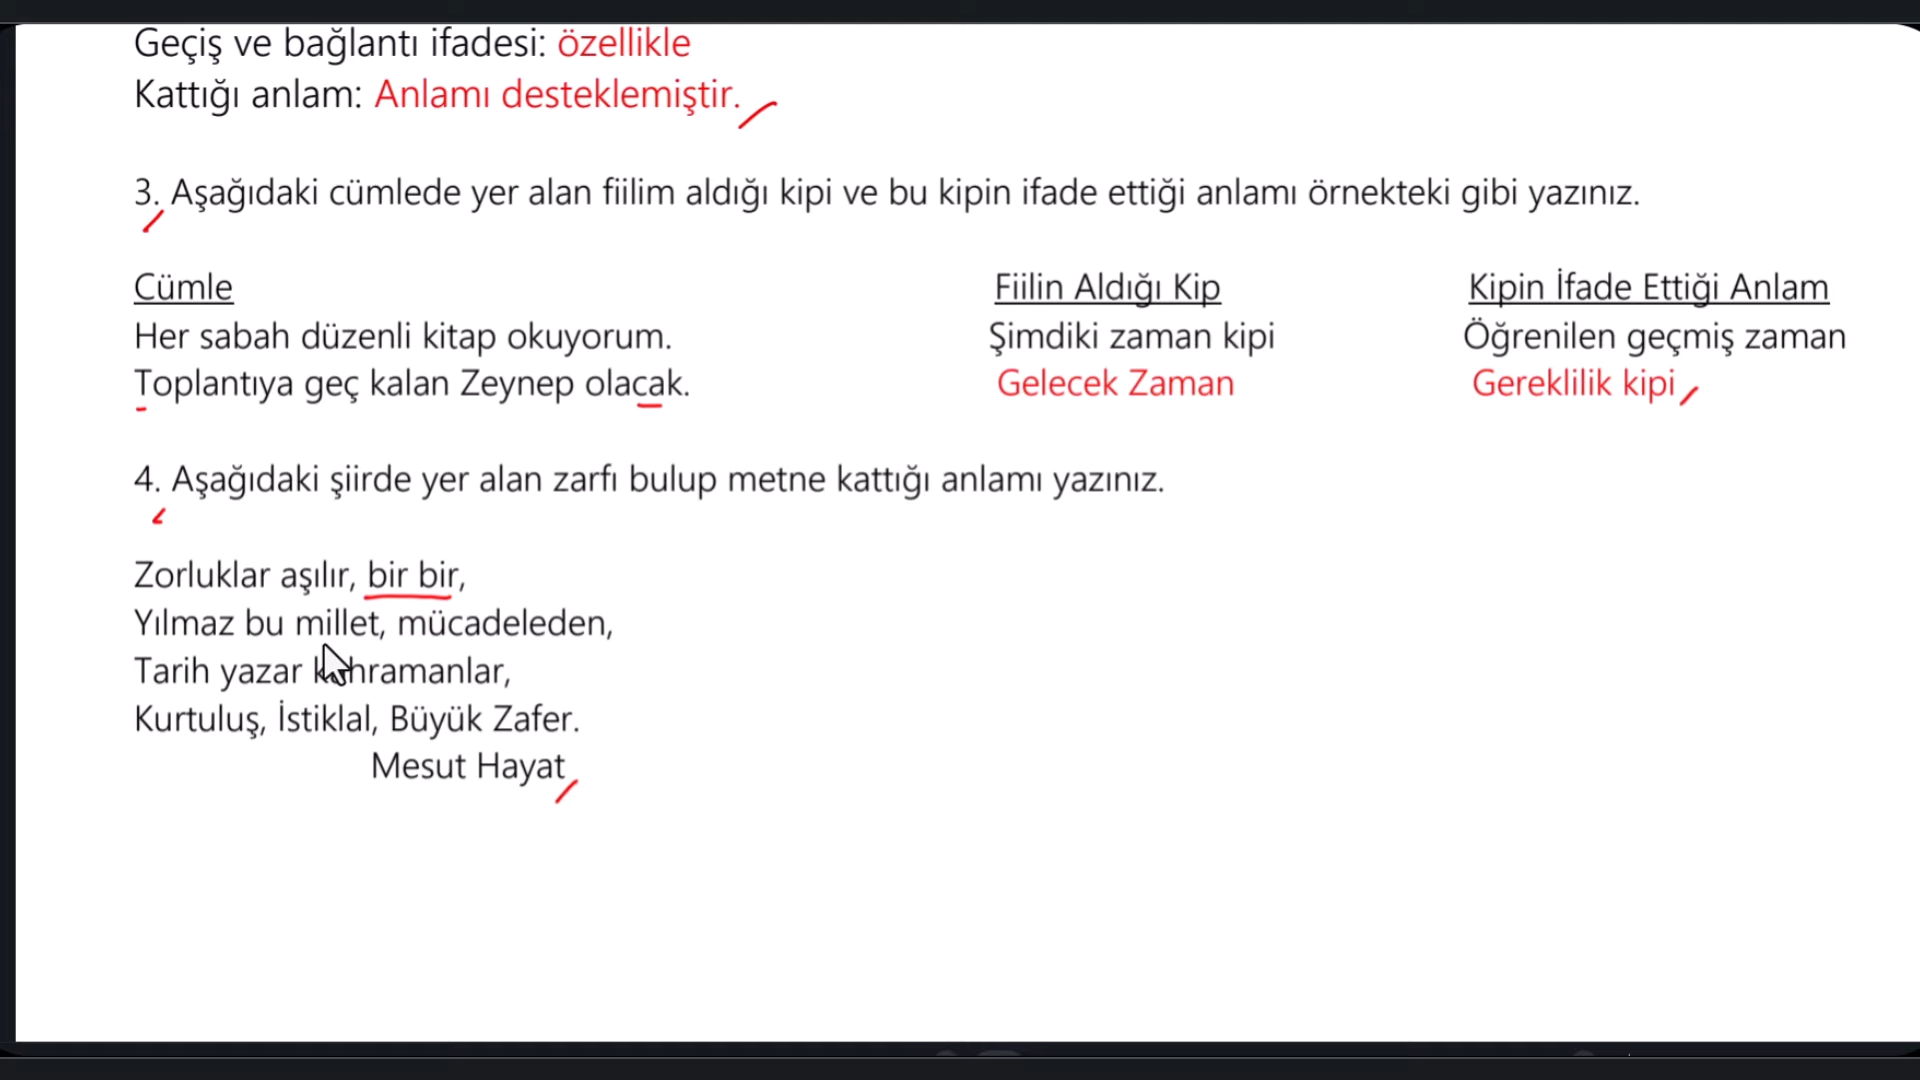 Geçiş ve bağlantı ifadesi: özellikle
Kattığı anlam: Anlamı desteklemiştir.
3. Aşağıdaki cümlede yer alan fiilim aldığı kipi ve bu kipin ifade ettiği anlamı örnekteki gibi yazınız.
Cümle Fiilin Aldığı Kip Kipin İfade Ettiği Anlam
Her sabah düzenli kitap okuyorum. Şimdiki zaman kipi Öğrenilen geçmiş zaman
Toplantıya geç kalan Zeynep olacak. Gelecek Zaman Gereklilik kipi
4. Aşağıdaki şiirde yer alan zarfı bulup metne kattığı anlamı yazınız.
Zorluklar aşılır, bir bir,
Yılmaz bu millet, mücadeleden,
Tarih yazar kahramanlar,
Kurtuluş, İstiklal, Büyük Zafer.
Mesut Hayat